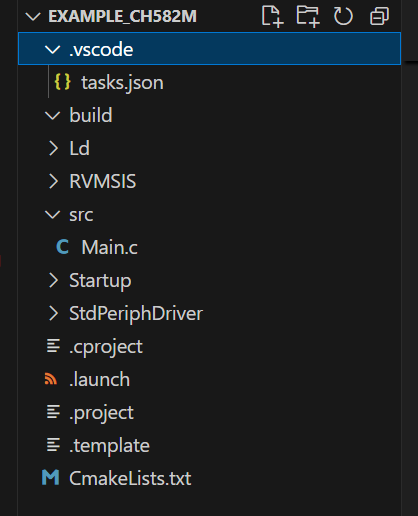 EXAMPLE_CH582M
.vscode
{} tasks.json
build
Ld
RVMSIS
src
C Main.c
Startup
StdPeriphDriver
.cproject
.launch
.project
.template
M CmakeLists.txt